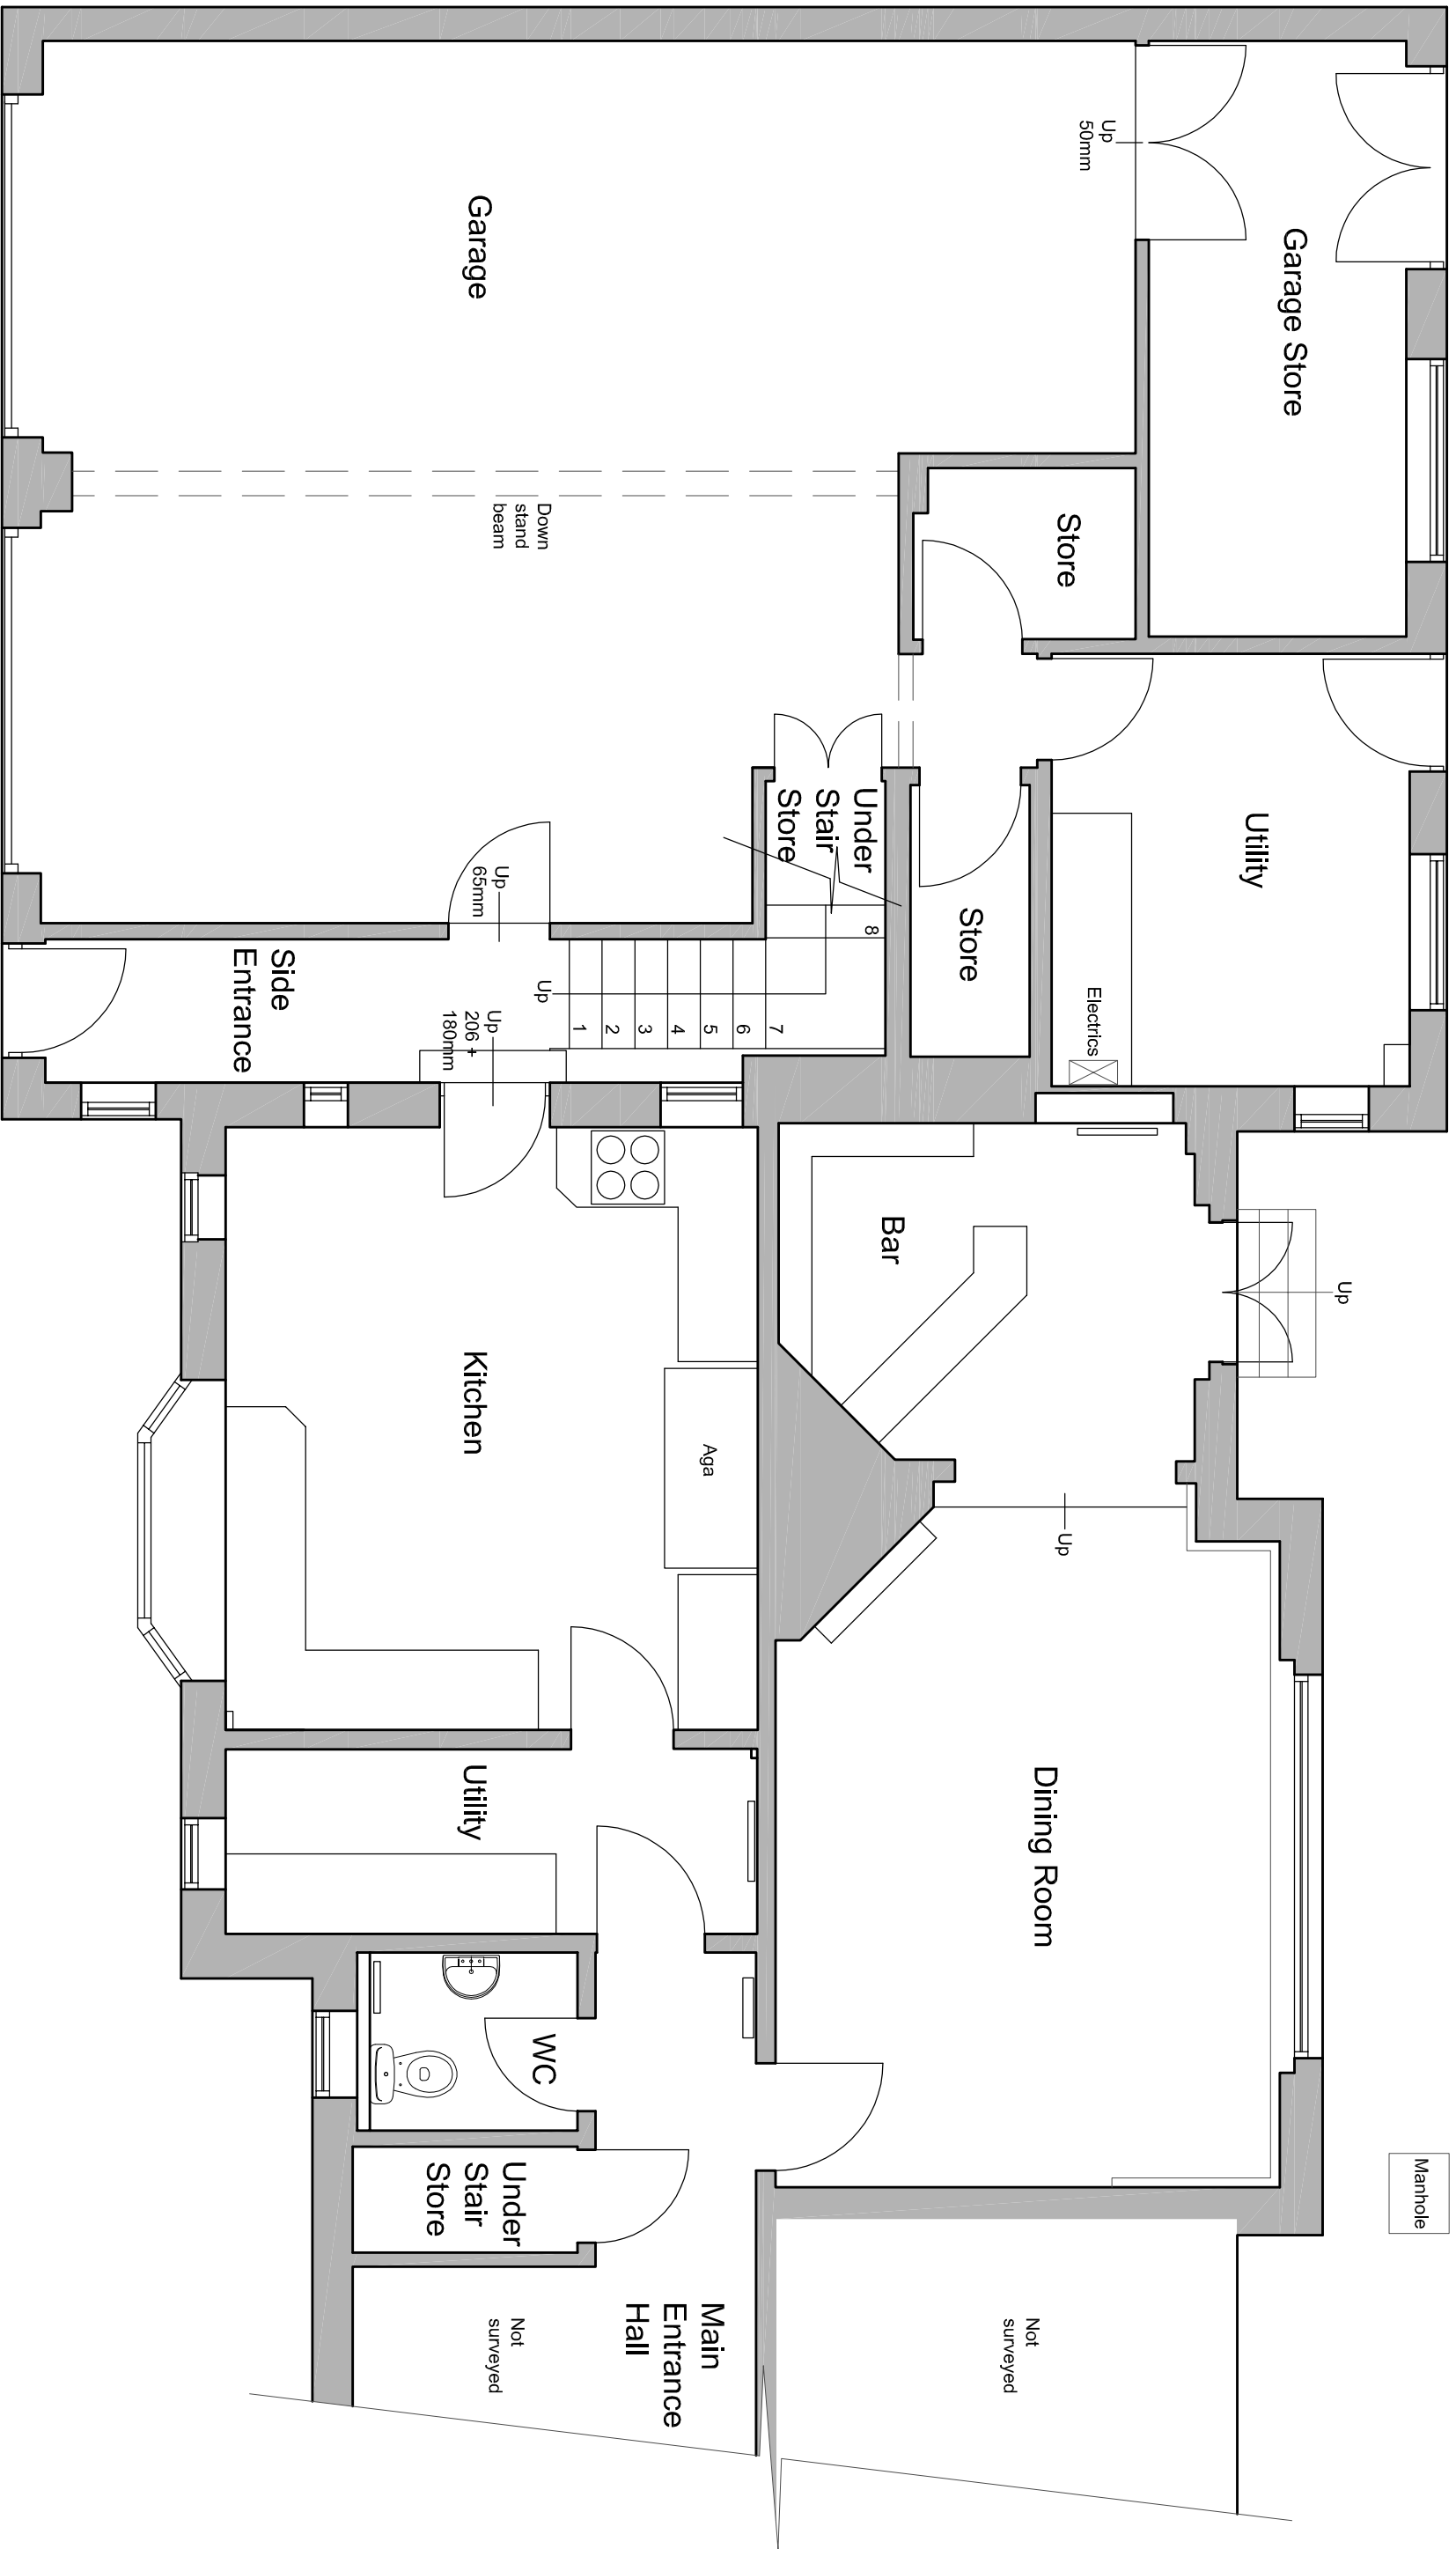 Garage Store
Up
50mm
Garage
Store
Down
stand
beam
Utility
Electrics
Under
Stair
Store
Store
Up
65mm
8
7
6
5
4
3
2
1
Up
Side
Entrance
Up
206 +
180mm
Bar
Up
Kitchen
Aga
Up
Dining Room
Utility
WC
Manhole
Under
Stair
Store
Main
Entrance
Hall
Not
surveyed
Not
surveyed